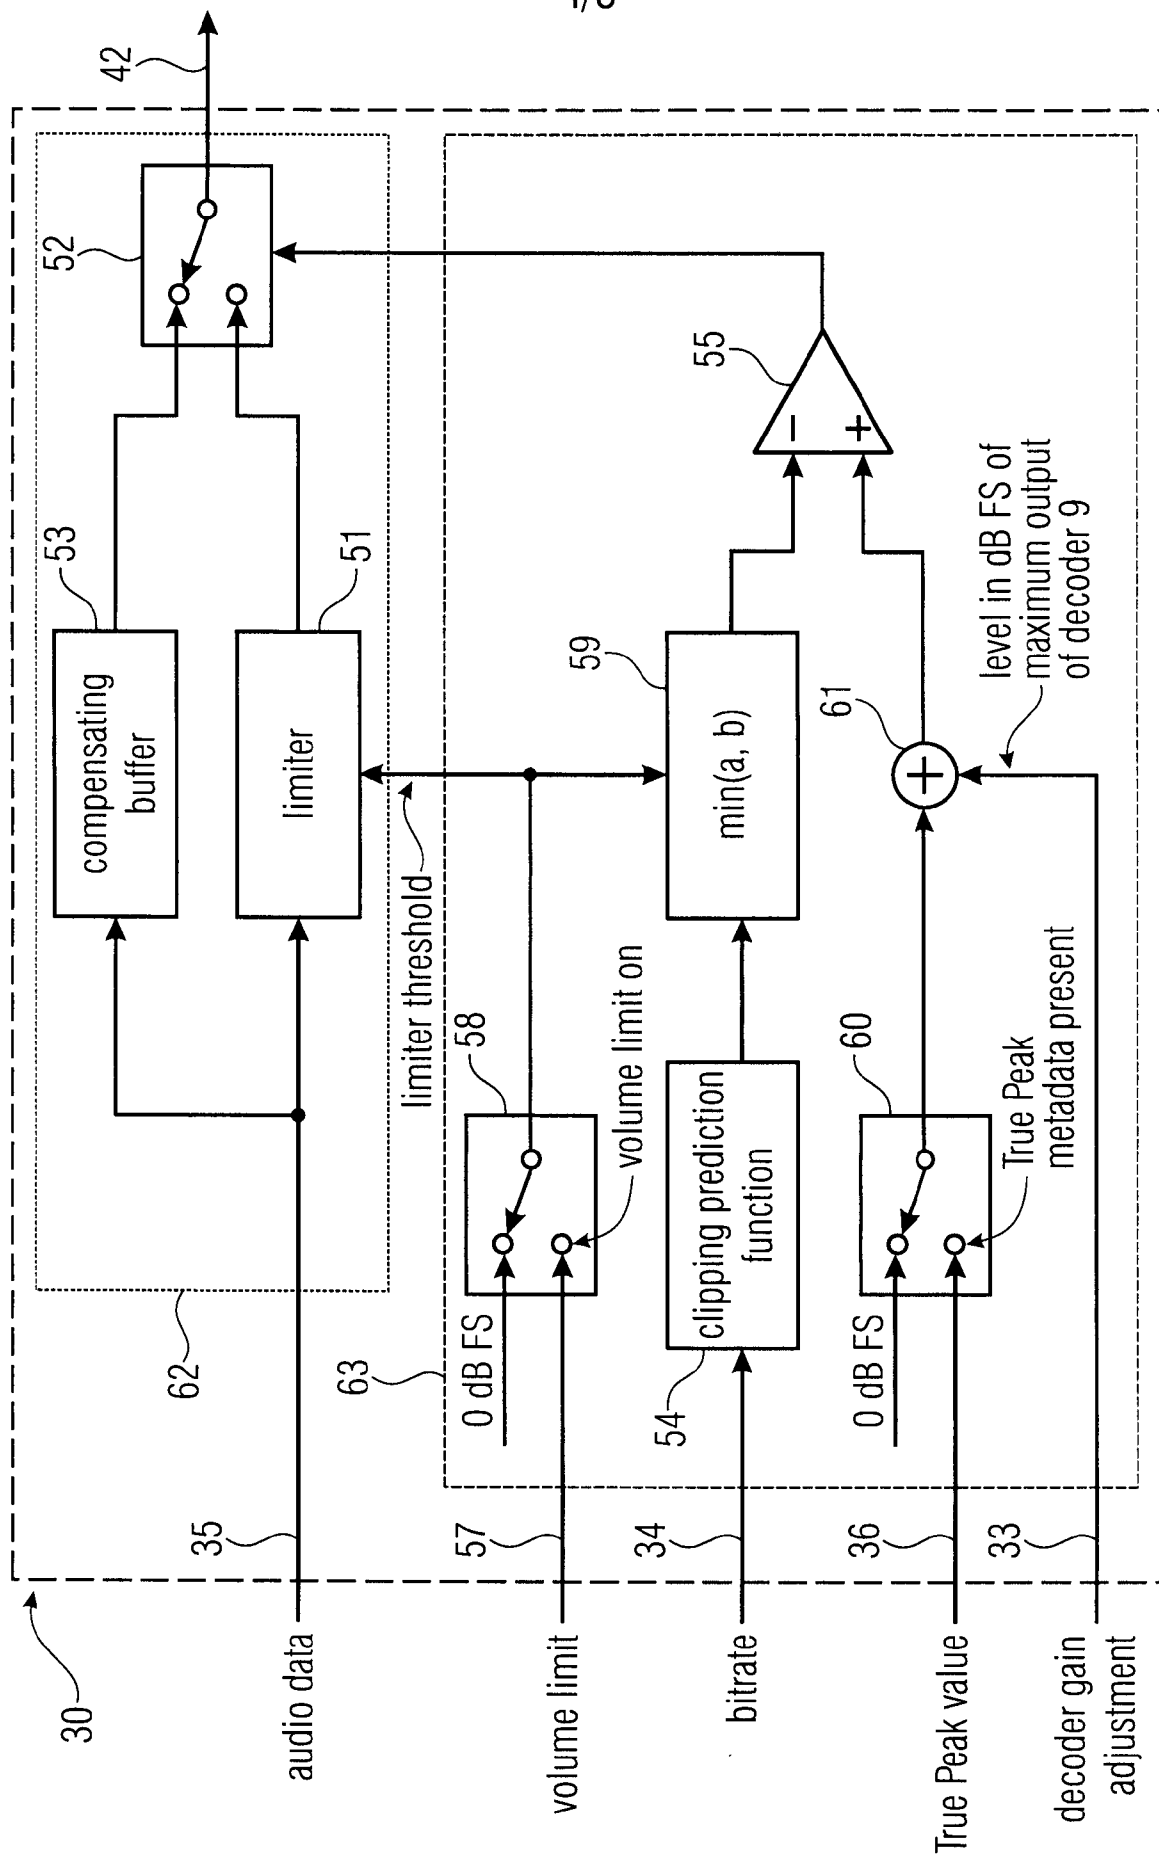 30
audio data
volume limit
bitrate
True Peak value
decoder gain
adjustment
35
57
34
36
33
62
63
0 dB FS
54
0 dB FS
clipping prediction
function
58
volume limit on
60
True Peak
metadata present
limiter threshold
compensating
buffer
53
limiter
51
min(a, b)
59
+
61
level in dB FS of
maximum output
of decoder 9
−
+
55
52
42